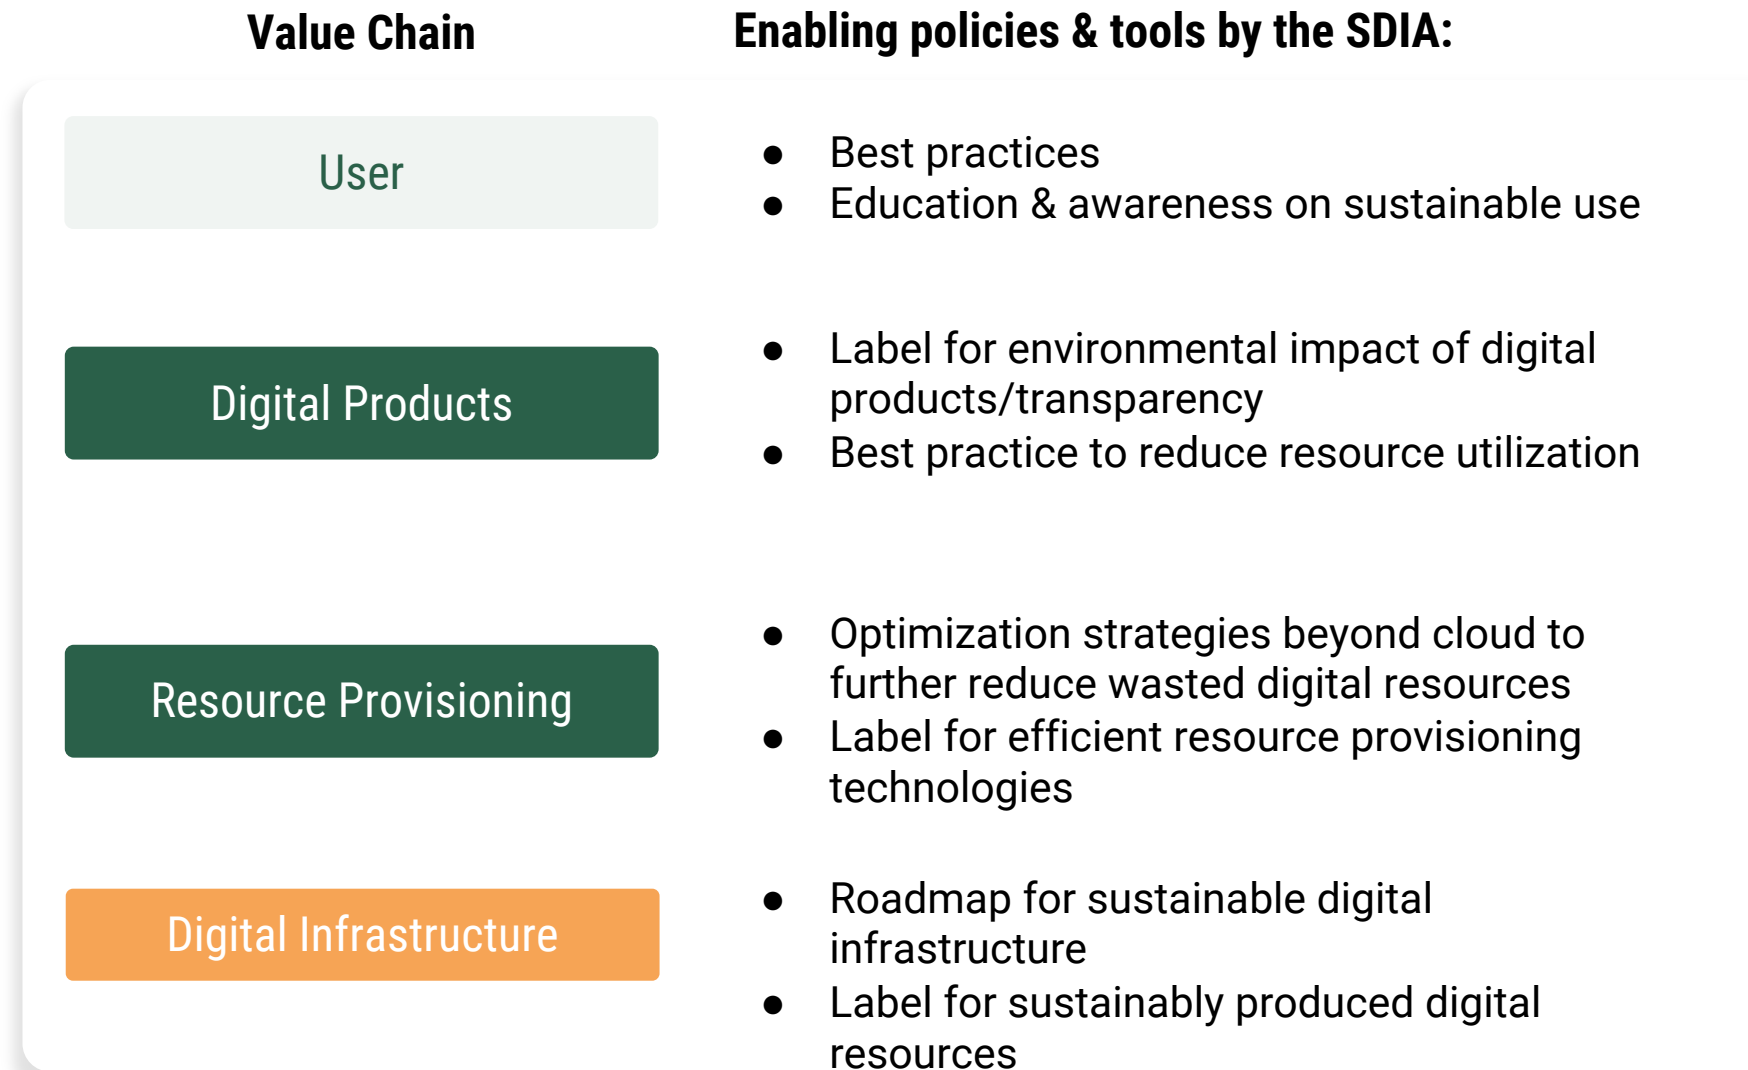 Value Chain
Enabling policies & tools by the SDIA:
User
● Best practices
● Education & awareness on sustainable use
Digital Products
● Label for environmental impact of digital
products/transparency
● Best practice to reduce resource utilization
Resource Provisioning
● Optimization strategies beyond cloud to
further reduce wasted digital resources
● Label for efficient resource provisioning
technologies
Digital Infrastructure
● Roadmap for sustainable digital
infrastructure
● Label for sustainably produced digital
resources